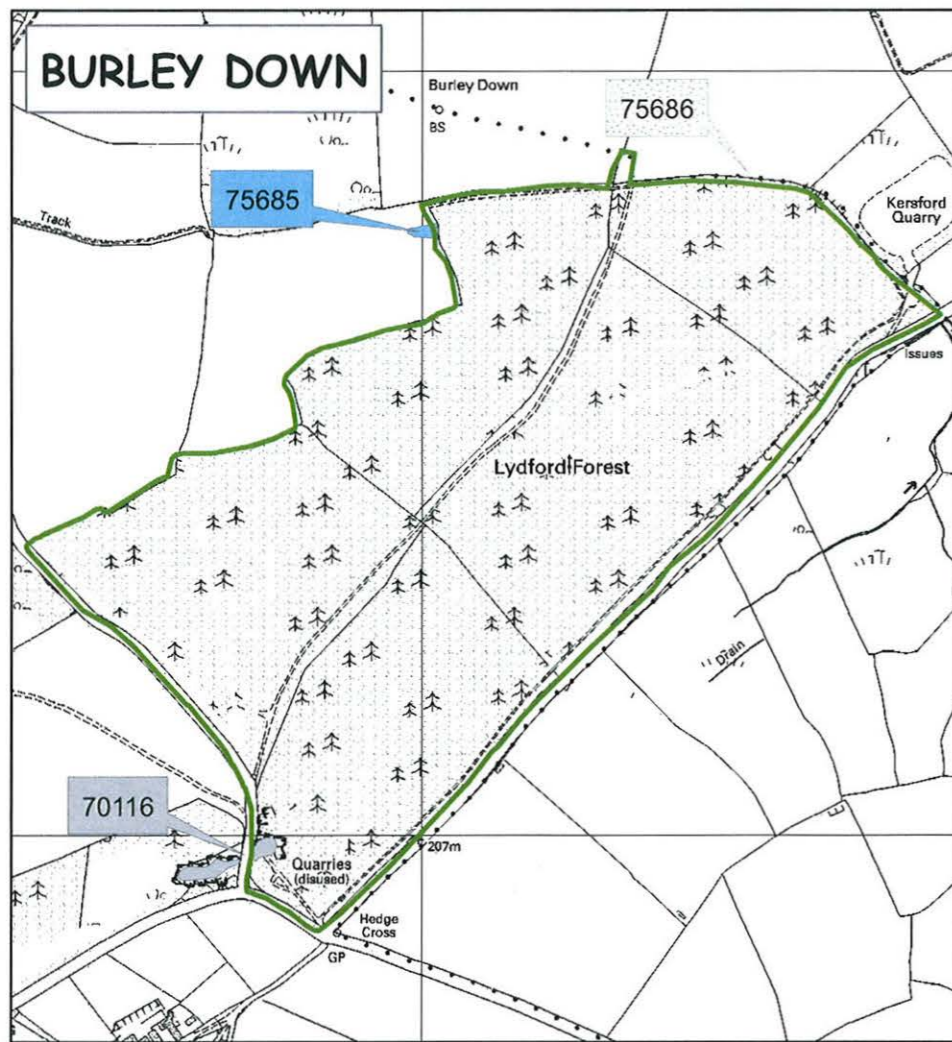 BURLEY DOWN
Burley Down
BS
75686
75685
Track
Kersford
Quarry
Issues
Lydford Forest
Drain
70116
207m
Quarries
(disused)
Hedge
Cross
GP